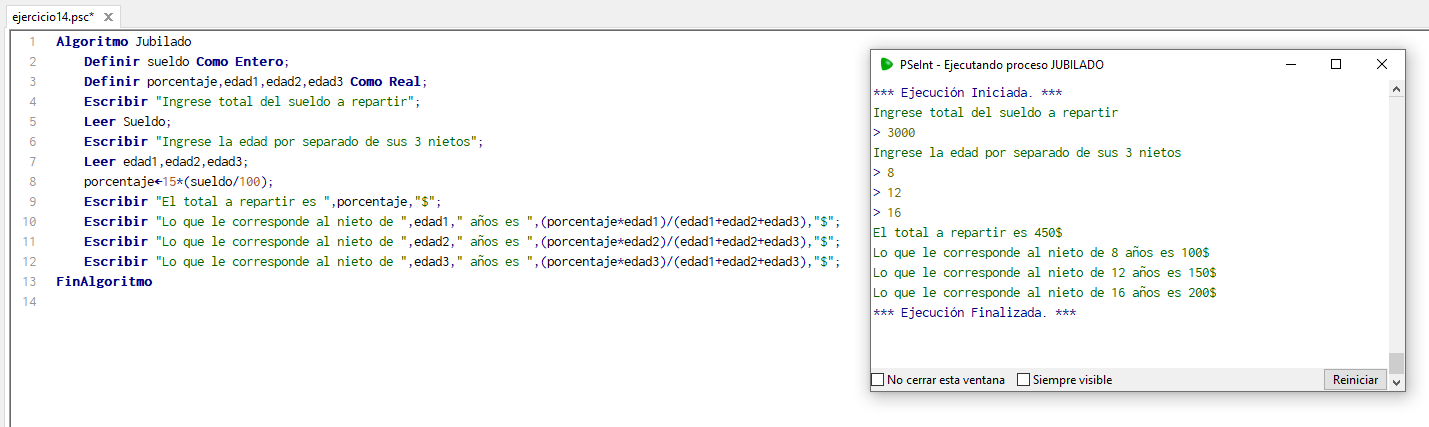 ejercicio14.psc*
1 Algoritmo Jubilado
2 Definir sueldo Como Entero;
3 Definir porcentaje,edad1,edad2,edad3 Como Real;
4 Escribir "Ingrese total del sueldo a repartir";
5 Leer Sueldo;
6 Escribir "Ingrese la edad por separado de sus 3 nietos";
7 Leer edad1,edad2,edad3;
8 porcentaje←15*(sueldo/100);
9 Escribir "El total a repartir es ",porcentaje,"$";
10 Escribir "Lo que le corresponde al nieto de ",edad1," años es ",(porcentaje*edad1)/(edad1+edad2+edad3),"$";
11 Escribir "Lo que le corresponde al nieto de ",edad2," años es ",(porcentaje*edad2)/(edad1+edad2+edad3),"$";
12 Escribir "Lo que le corresponde al nieto de ",edad3," años es ",(porcentaje*edad3)/(edad1+edad2+edad3),"$";
13 FinAlgoritmo
14
PSeInt - Ejecutando proceso JUBILADO
*** Ejecución Iniciada. ***
Ingrese total del sueldo a repartir
> 3000
Ingrese la edad por separado de sus 3 nietos
> 8
> 12
> 16
El total a repartir es 450$
Lo que le corresponde al nieto de 8 años es 100$
Lo que le corresponde al nieto de 12 años es 150$
Lo que le corresponde al nieto de 16 años es 200$
*** Ejecución Finalizada. ***
No cerrar esta ventana Siempre visible Reiniciar